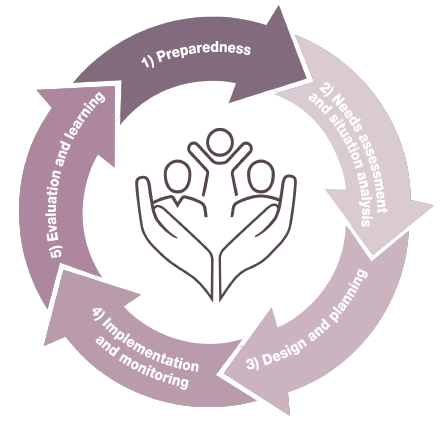 1) Preparedness
2) Needs assessment
and situation analysis
3) Design and planning
4) Implementation
and monitoring
5) Evaluation and learning